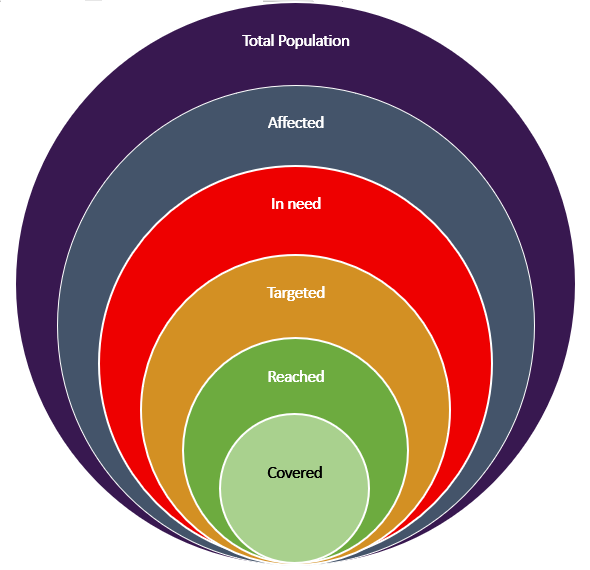 Total Population
Affected
In need
Targeted
Reached
Covered